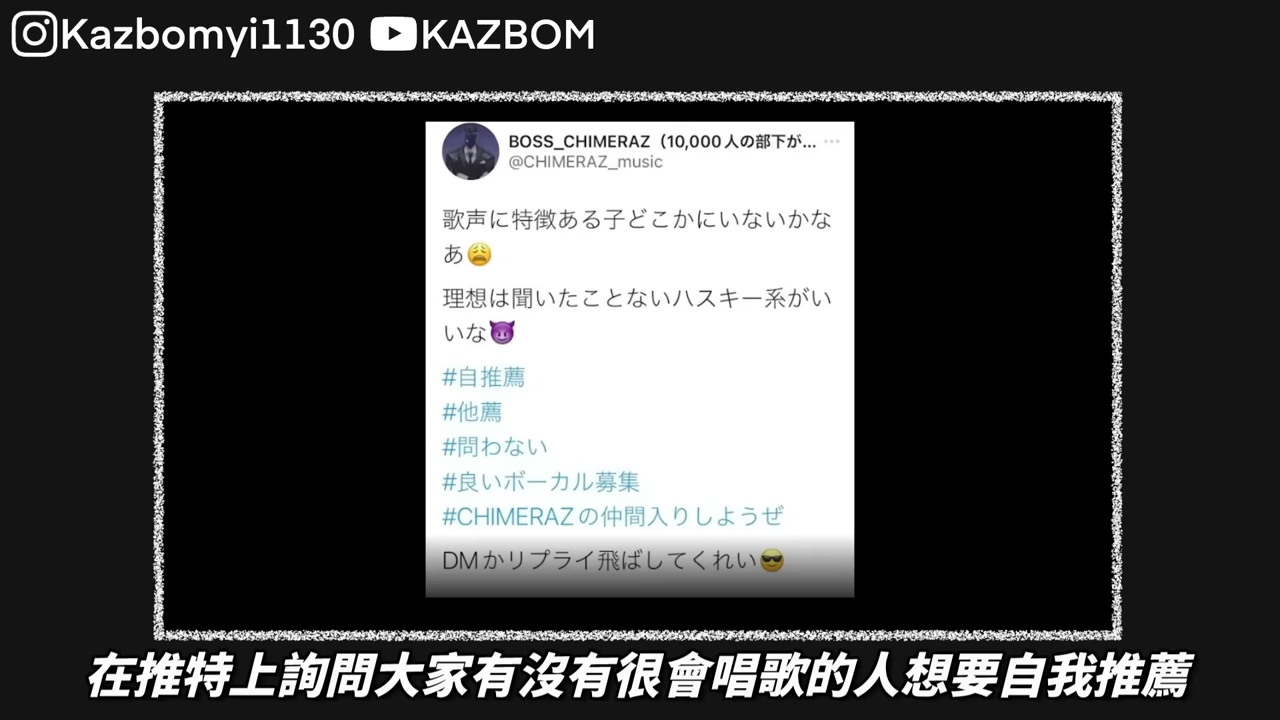 Kazbomyi1130 KAZBOM
BOSS_CHIMERAZ（10,000人の部下が...
@CHIMERAZ_music
歌声に特徴ある子どこかにいないかな
あ😩
理想は聞いたことないハスキー系がい
いな😈
#自推薦
#他薦
#問わない
#良いボーカル募集
#CHIMERAZの仲間入りしようぜ
DMかリプライ飛ばしてくれい😎
在推特上詢問大家有沒有很會唱歌的人想要自我推薦